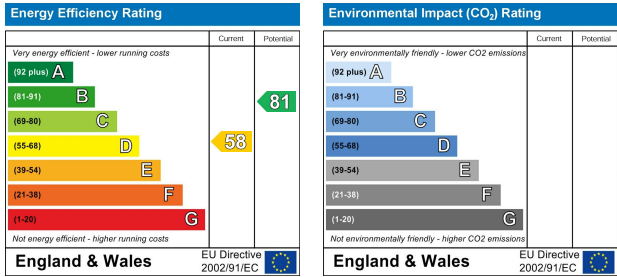 Energy Efficiency Rating
Current Potential
Very energy efficient - lower running costs
(92 plus) A
(81-91) B
81
(69-80) C
(55-68) D
58
(39-54) E
(21-38) F
(1-20) G
Not energy efficient - higher running costs
England & Wales
EU Directive
2002/91/EC
Environmental Impact (CO2) Rating
Current Potential
Very environmentally friendly - lower CO2 emissions
(92 plus) A
(81-91) B
(69-80) C
(55-68) D
(39-54) E
(21-38) F
(1-20) G
Not environmentally friendly - higher CO2 emissions
England & Wales
EU Directive
2002/91/EC